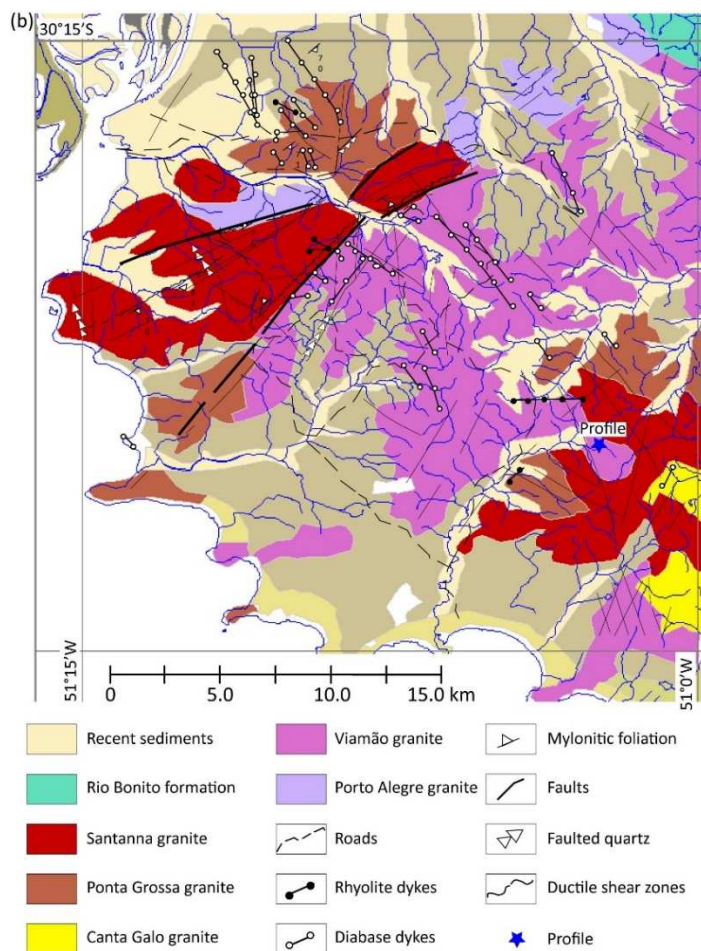 (b)
30°15'S
70
Profile
51°15'W
51°0'W
0 5.0 10.0 15.0 km
Recent sediments
Rio Bonito formation
Santanna granite
Ponta Grossa granite
Canta Galo granite
Viamão granite
Porto Alegre granite
Roads
Rhyolite dykes
Diabase dykes
Mylonitic foliation
Faults
Faulted quartz
Ductile shear zones
Profile